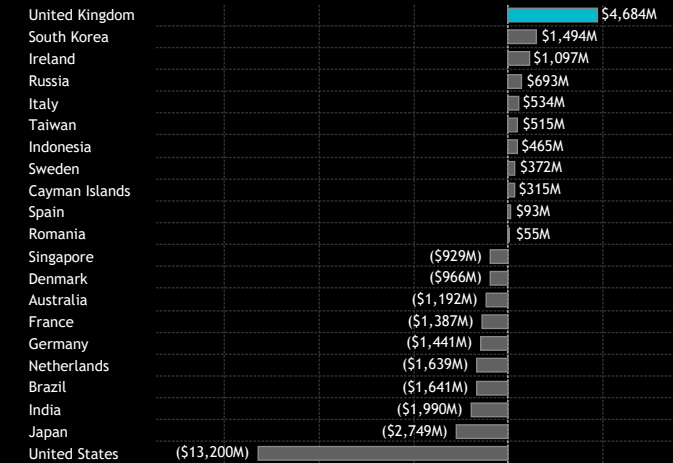 United Kingdom $4,684M
South Korea $1,494M
Ireland $1,097M
Russia $693M
Italy $534M
Taiwan $515M
Indonesia $465M
Sweden $372M
Cayman Islands $315M
Spain $93M
Romania $55M
Singapore ($929M)
Denmark ($966M)
Australia ($1,192M)
France ($1,387M)
Germany ($1,441M)
Netherlands ($1,639M)
Brazil ($1,641M)
India ($1,990M)
Japan ($2,749M)
United States ($13,200M)